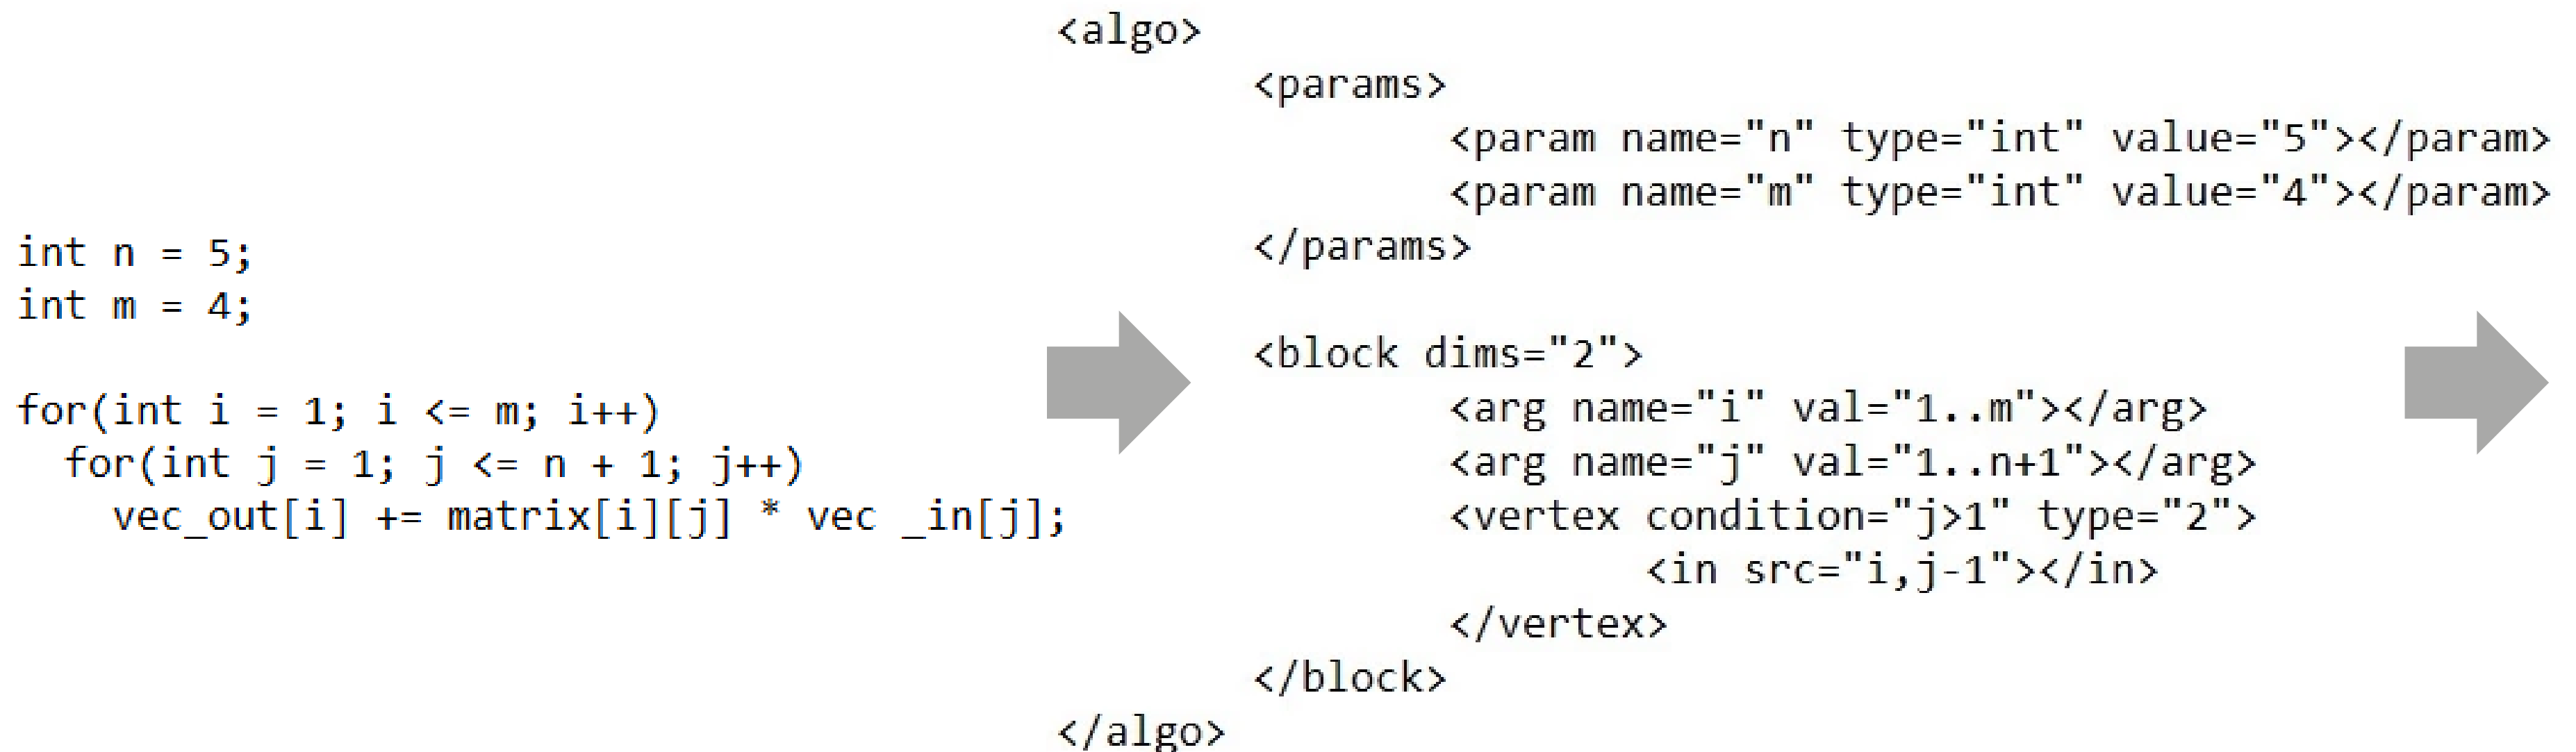 int n = 5;
int m = 4;
for(int i = 1; i <= m; i++)
for(int j = 1; j <= n + 1; j++)
vec_out[i] += matrix[i][j] * vec _in[j];
<algo>
<params>
<param name="n" type="int" value="5"></param>
<param name="m" type="int" value="4"></param>
</params>
<block dims="2">
<arg name="i" val="1..m"></arg>
<arg name="j" val="1..n+1"></arg>
<vertex condition="j>1" type="2">
<in src="i,j-1"></in>
</vertex>
</block>
</algo>